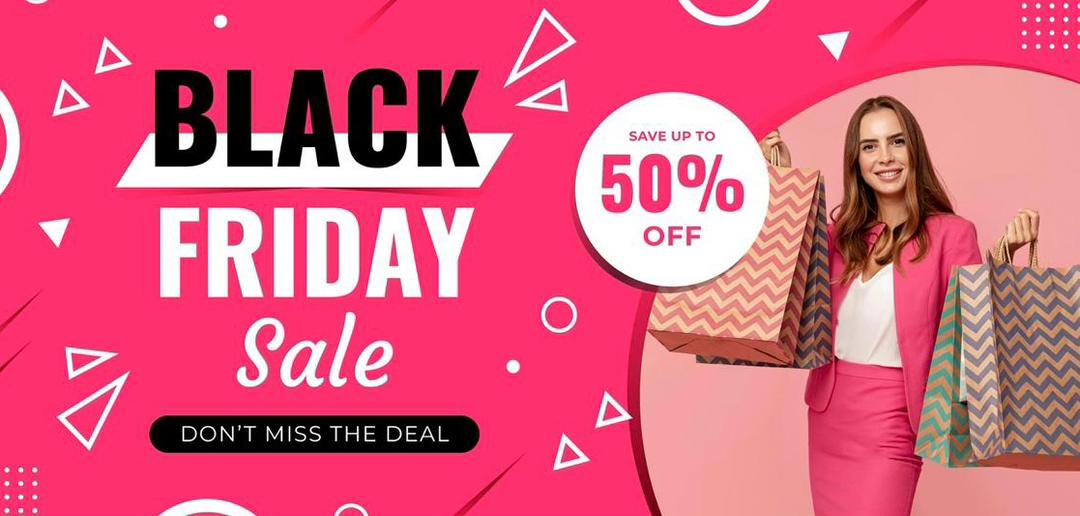 BLACK
FRIDAY
Sale
DON'T MISS THE DEAL
SAVE UP TO
50%
OFF